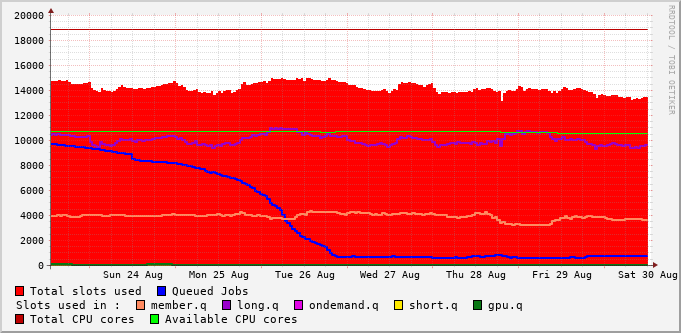 20000
18000
16000
14000
12000
10000
8000
6000
4000
2000
0
Sun 24 Aug Mon 25 Aug Tue 26 Aug Wed 27 Aug Thu 28 Aug Fri 29 Aug Sat 30 Aug
RRDTOOL / TOBI OETIKER
Total slots used Queued Jobs
Slots used in : member.q long.q ondemand.q short.q gpu.q
Total CPU cores Available CPU cores